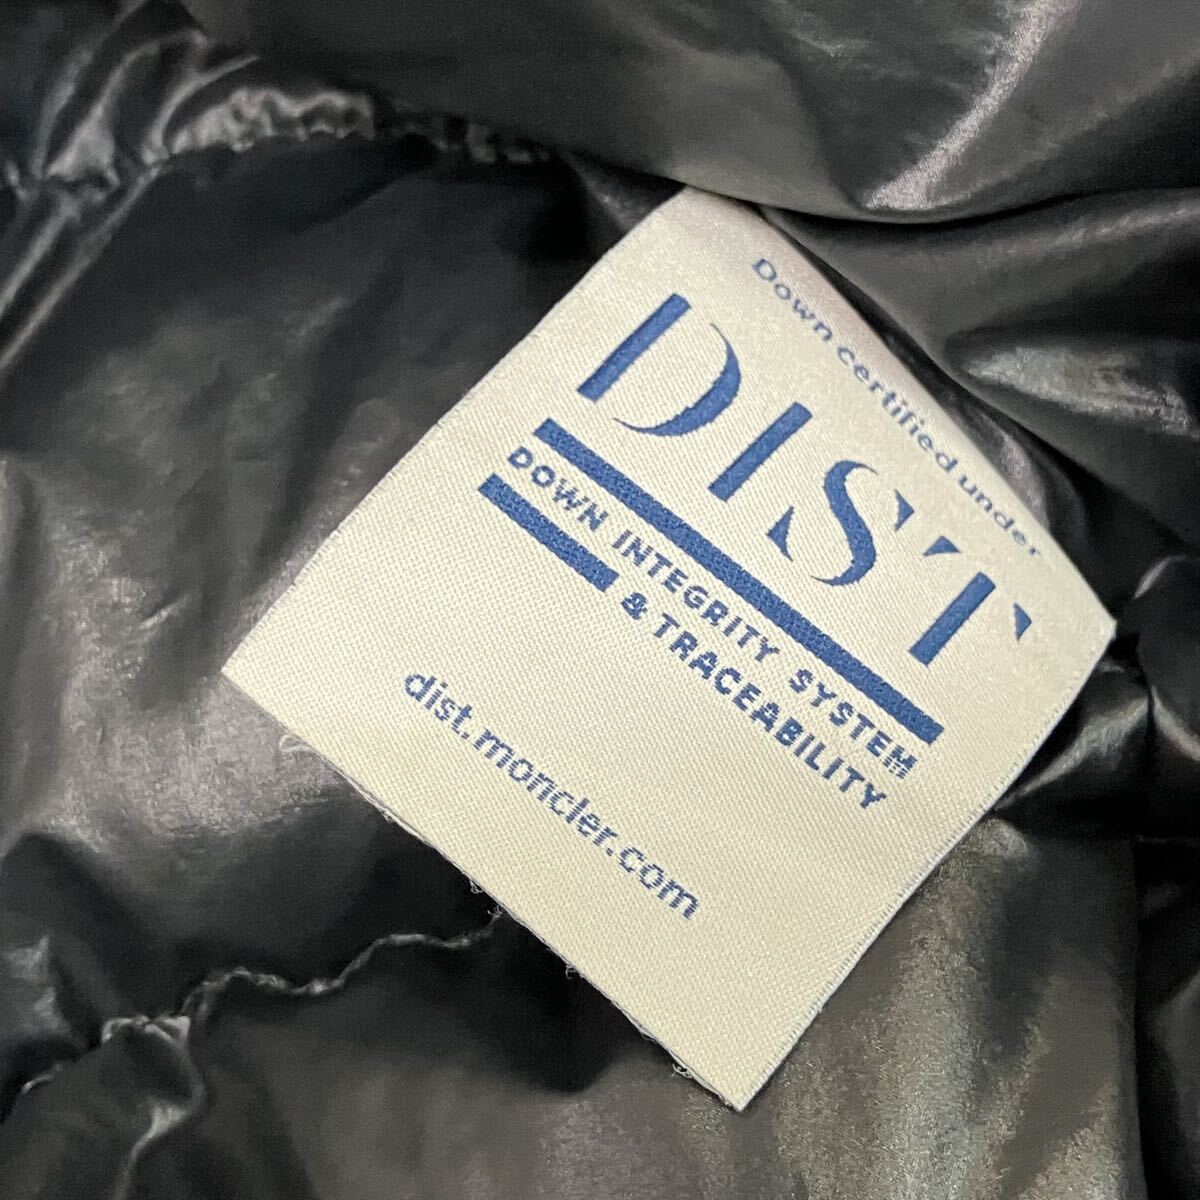 Down certified under
DIST
DOWN INTEGRITY SYSTEM
& TRACEABILITY
dist.moncler.com